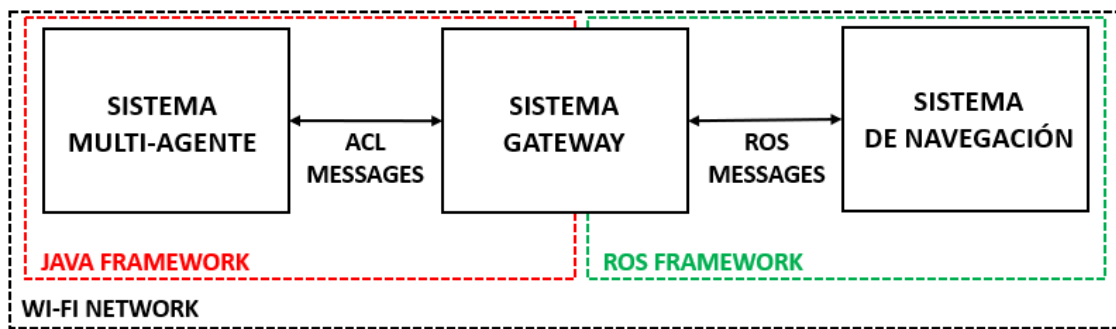 SISTEMA
MULTI-AGENTE
ACL
MESSAGES
SISTEMA
GATEWAY
ROS
MESSAGES
SISTEMA
DE NAVEGACIÓN
JAVA FRAMEWORK
ROS FRAMEWORK
WI-FI NETWORK